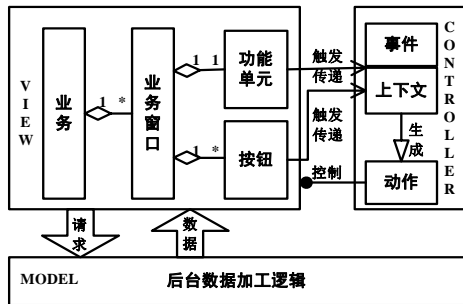 VIEW
业务
1
*
业务窗口
1
1
功能
单元
1
*
按钮
触发
传递
触发
传递
控制
事件
上下文
生成
动作
CONTROLLER
请求
数据
MODEL
后台数据加工逻辑